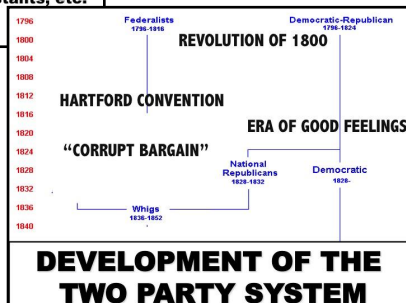 stants, etc.
1796
1800
1804
1808
1812
1816
1820
1824
1828
1832
1836
1840
Federalists
1796-1816
Democratic-Republican
1796-1824
REVOLUTION OF 1800
HARTFORD CONVENTION
ERA OF GOOD FEELINGS
“CORRUPT BARGAIN”
National
Republicans
1828-1832
Democratic
1828-
Whigs
1836-1852
DEVELOPMENT OF THE
TWO PARTY SYSTEM